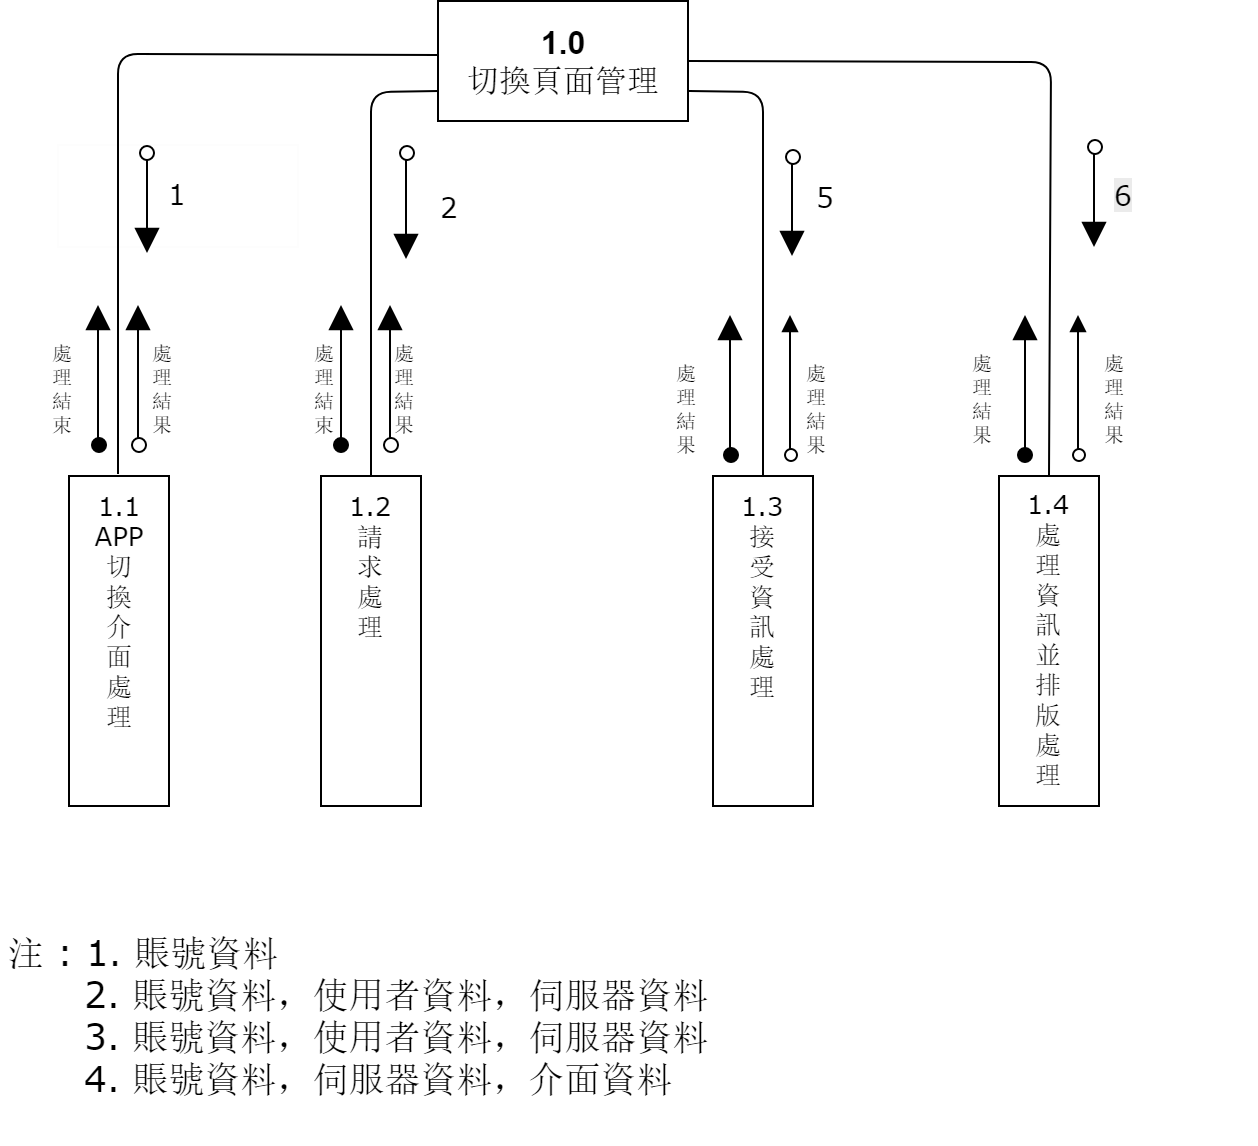 1.0
切換頁面管理
1
2
5
6
處理結束
處理結果
處理結束
處理結果
處理結果
處理結果
處理結果
處理結果
1.1
APP
切換介面處理
1.2
請求處理
1.3
接受資訊處理
1.4
處理資訊並排版處理
注：1. 賬號資料
2. 賬號資料，使用者資料，伺服器資料
3. 賬號資料，使用者資料，伺服器資料
4. 賬號資料，伺服器資料，介面資料